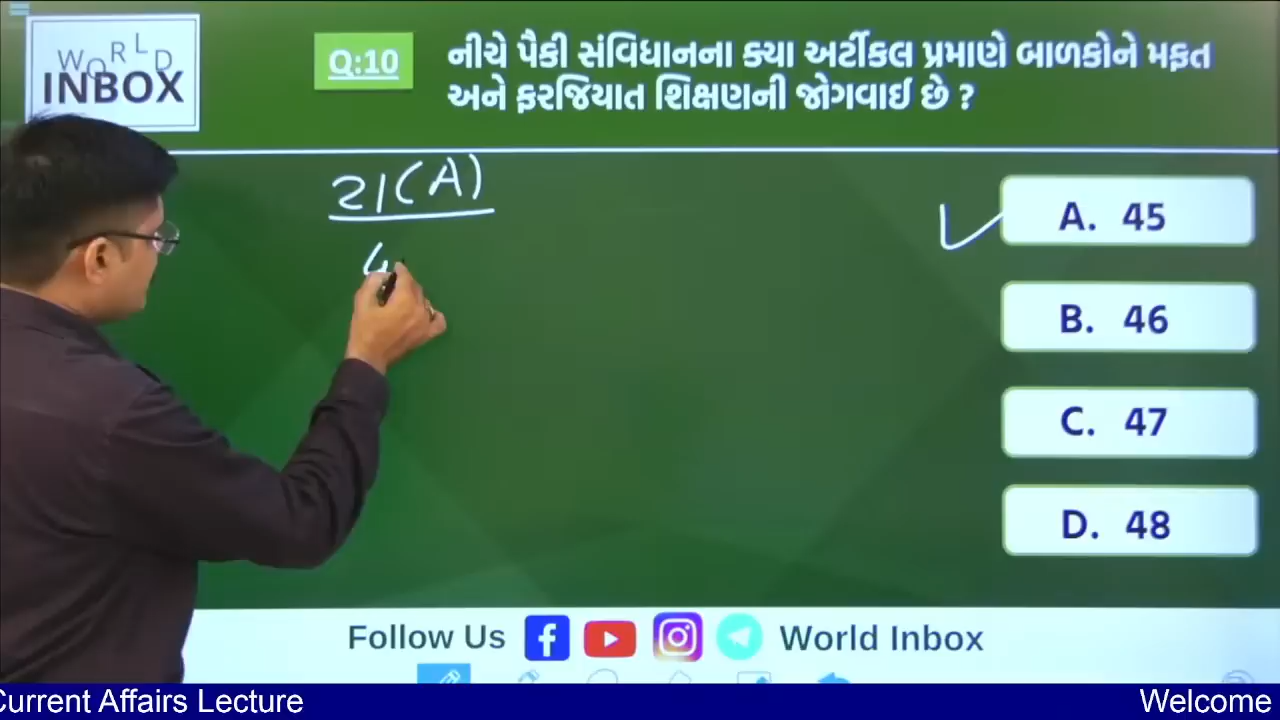 WORLD
INBOX
Q:10
નીચે પૈકી સંવિધાનના ક્યા અર્ટીકલ પ્રમાણે બાળકોને મફત
અને ફરજિયાત શિક્ષણની જોગવાઈ છે ?
21(A)
4
A. 45
B. 46
C. 47
D. 48
Follow Us
World Inbox
Current Affairs Lecture
Welcome